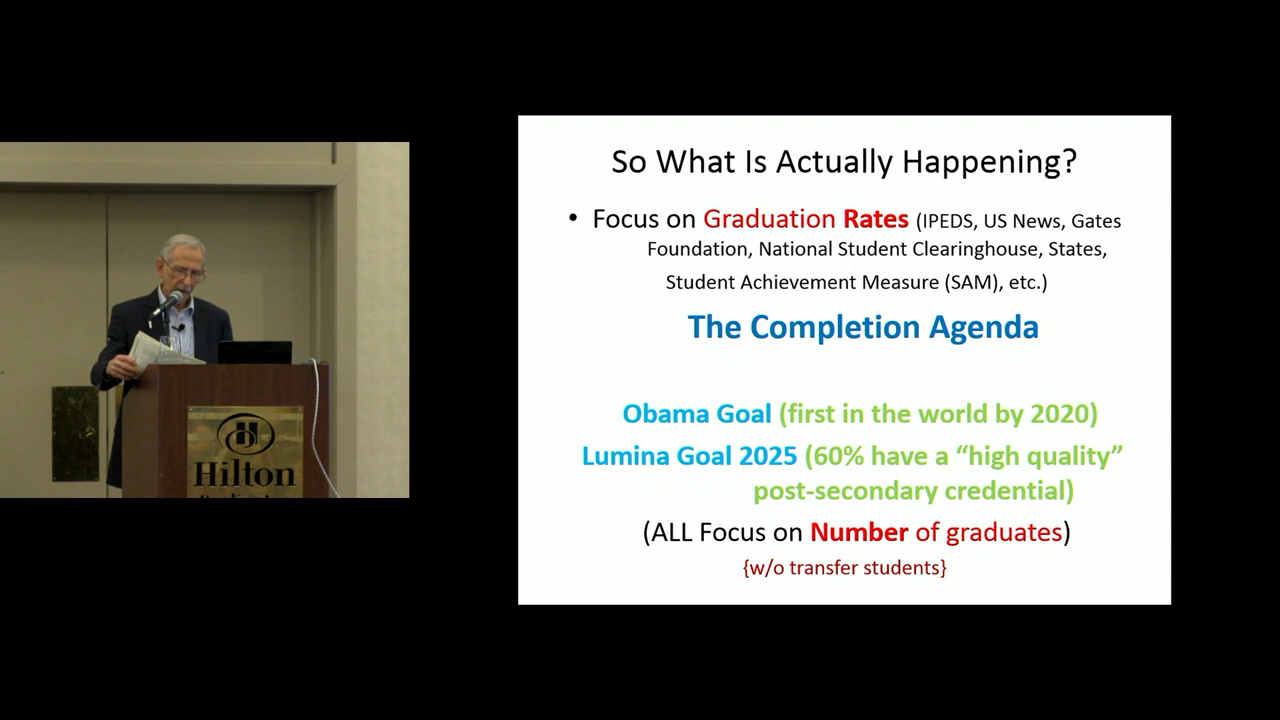 So What Is Actually Happening?
• Focus on Graduation Rates (IPEDS, US News, Gates
Foundation, National Student Clearinghouse, States,
Student Achievement Measure (SAM), etc.)
The Completion Agenda
Obama Goal (first in the world by 2020)
Lumina Goal 2025 (60% have a “high quality”
post-secondary credential)
(ALL Focus on Number of graduates)
{w/o transfer students}
Hilton